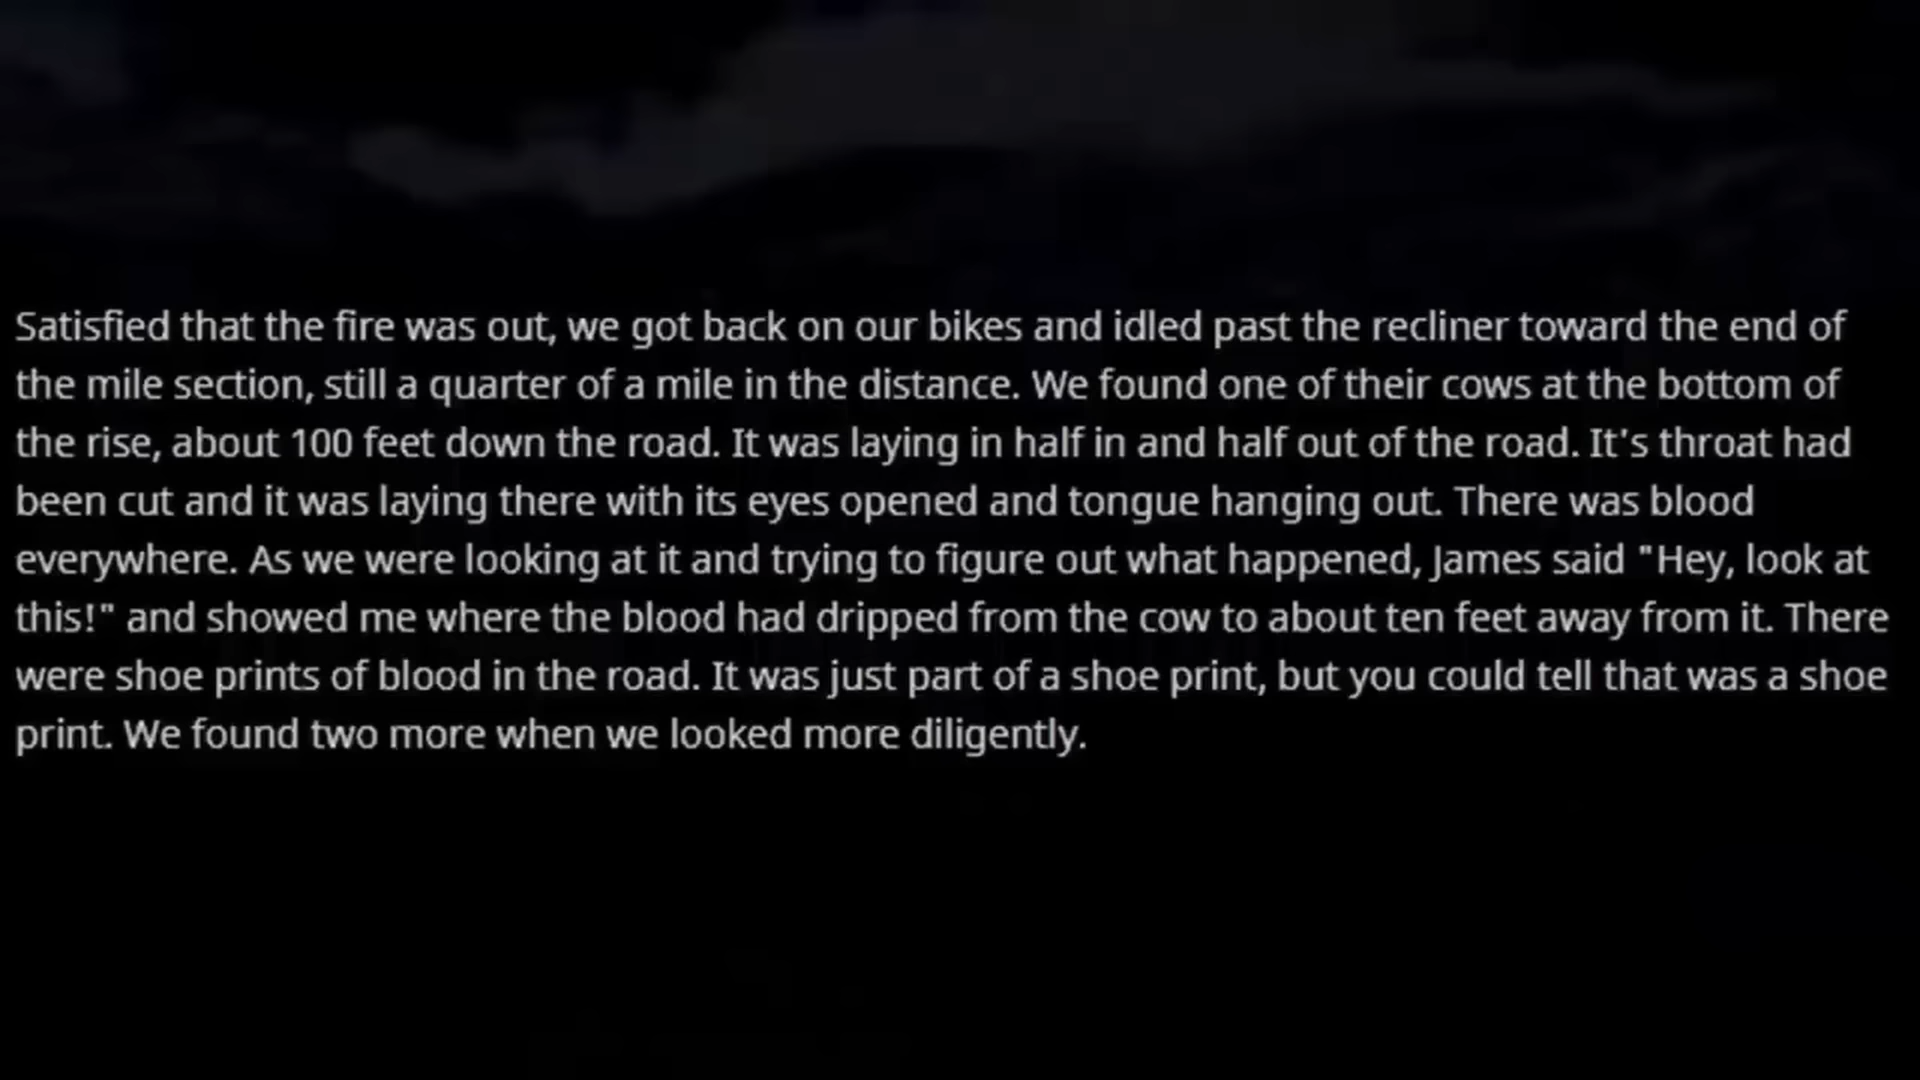 Satisfied that the fire was out, we got back on our bikes and idled past the recliner toward the end of
the mile section, still a quarter of a mile in the distance. We found one of their cows at the bottom of
the rise, about 100 feet down the road. It was laying in half in and half out of the road. It's throat had
been cut and it was laying there with its eyes opened and tongue hanging out. There was blood
everywhere. As we were looking at it and trying to figure out what happened, James said "Hey, look at
this!" and showed me where the blood had dripped from the cow to about ten feet away from it. There
were shoe prints of blood in the road. It was just part of a shoe print, but you could tell that was a shoe
print. We found two more when we looked more diligently.